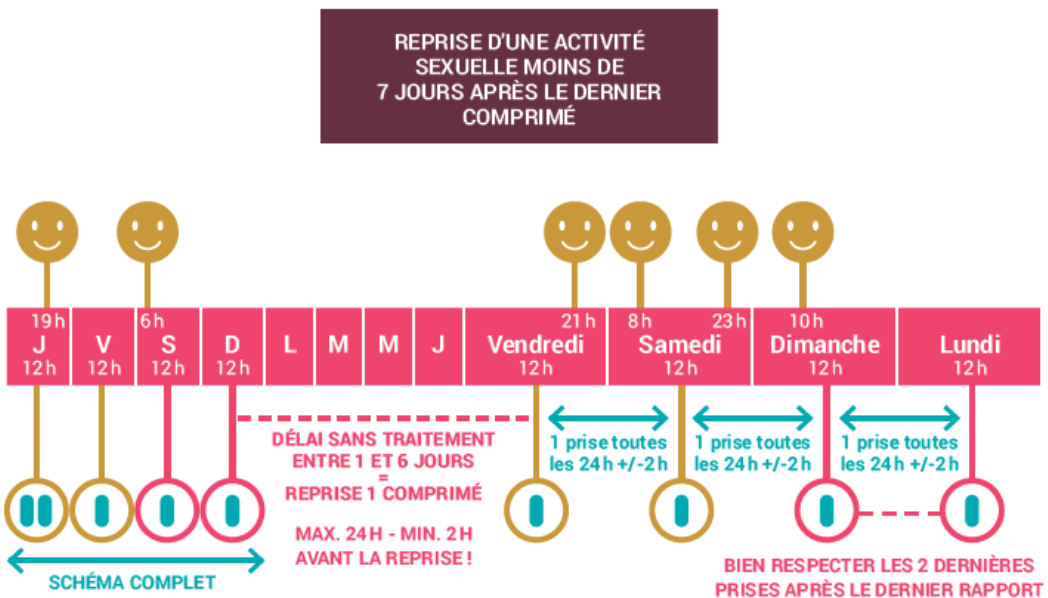 REPRISE D'UNE ACTIVITÉ
SEXUELLE MOINS DE
7 JOURS APRÈS LE DERNIER
COMPRIMÉ
19h 6h 21h 8h 23h 10h
J V S D L M M J Vendredi Samedi Dimanche Lundi
12h 12h 12h 12h 12h 12h 12h 12h
DÉLAI SANS TRAITEMENT
ENTRE 1 ET 6 JOURS
=
REPRISE 1 COMPRIMÉ
MAX. 24H - MIN. 2H
AVANT LA REPRISE !
1 prise toutes
les 24h +/-2h
1 prise toutes
les 24h +/-2h
1 prise toutes
les 24h +/-2h
SCHÉMA COMPLET
BIEN RESPECTER LES 2 DERNIÈRES
PRISES APRÈS LE DERNIER RAPPORT